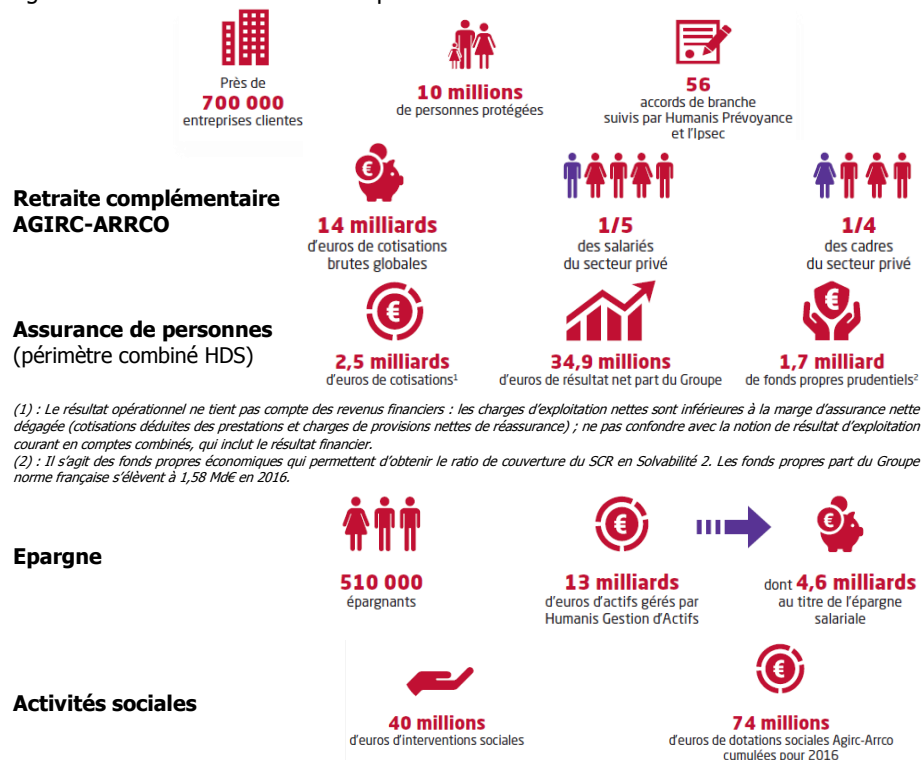 Près de
700 000
entreprises clientes
10 millions
de personnes protégées
56
accords de branche
suivis par Humanis Prévoyance
et l'Ipsec
Retraite complémentaire
AGIRC-ARRCO
14 milliards
d'euros de cotisations
brutes globales
1/5
des salariés
du secteur privé
1/4
des cadres
du secteur privé
Assurance de personnes
(périmètre combiné HDS)
2,5 milliards
d'euros de cotisations¹
34,9 millions
d'euros de résultat net part du Groupe
1,7 milliard
de fonds propres prudentiels²
(1) : Le résultat opérationnel ne tient pas compte des revenus financiers : les charges d'exploitation nettes sont inférieures à la marge d'assurance nette
dégagée (cotisations déduites des prestations et charges de provisions nettes de réassurance) ; ne pas confondre avec la notion de résultat d'exploitation
courant en comptes combinés, qui inclut le résultat financier.
(2) : Il s'agit des fonds propres économiques qui permettent d'obtenir le ratio de couverture du SCR en Solvabilité 2. Les fonds propres part du Groupe
norme française s'élèvent à 1,58 Md€ en 2016.
Epargne
510 000
épargnants
13 milliards
d'euros d'actifs gérés par
Humanis Gestion d'Actifs
dont 4,6 milliards
au titre de l'épargne
salariale
Activités sociales
40 millions
d'euros d'interventions sociales
74 millions
d'euros de dotations sociales Agirc-Arrco
cumulées pour 2016